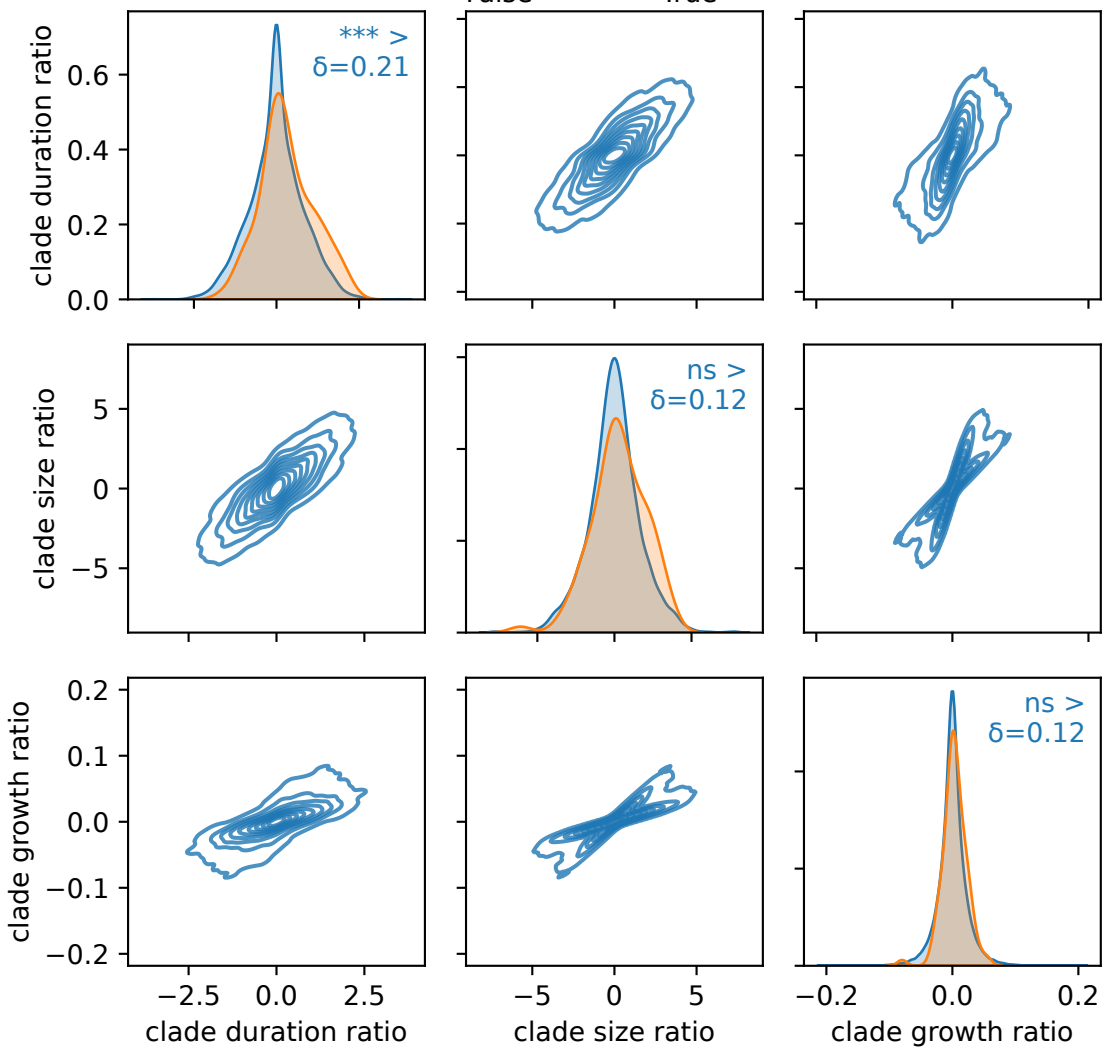 False True
clade duration ratio
0.6
0.4
0.2
0.0
*** >
δ=0.21
clade size ratio
5
0
−5
ns >
δ=0.12
clade growth ratio
0.2
0.1
0.0
−0.1
−0.2
ns >
δ=0.12
−2.5 0.0 2.5
−5 0 5
−0.2 0.0 0.2
clade duration ratio
clade size ratio
clade growth ratio